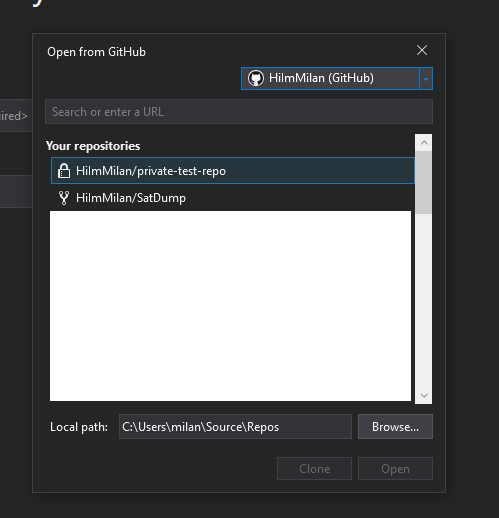 Open from GitHub
HilmMilan (GitHub)
ired>
Search or enter a URL
Your repositories
HilmMilan/private-test-repo
HilmMilan/SatDump
Local path: C:\Users\milan\Source\Repos Browse...
Clone Open